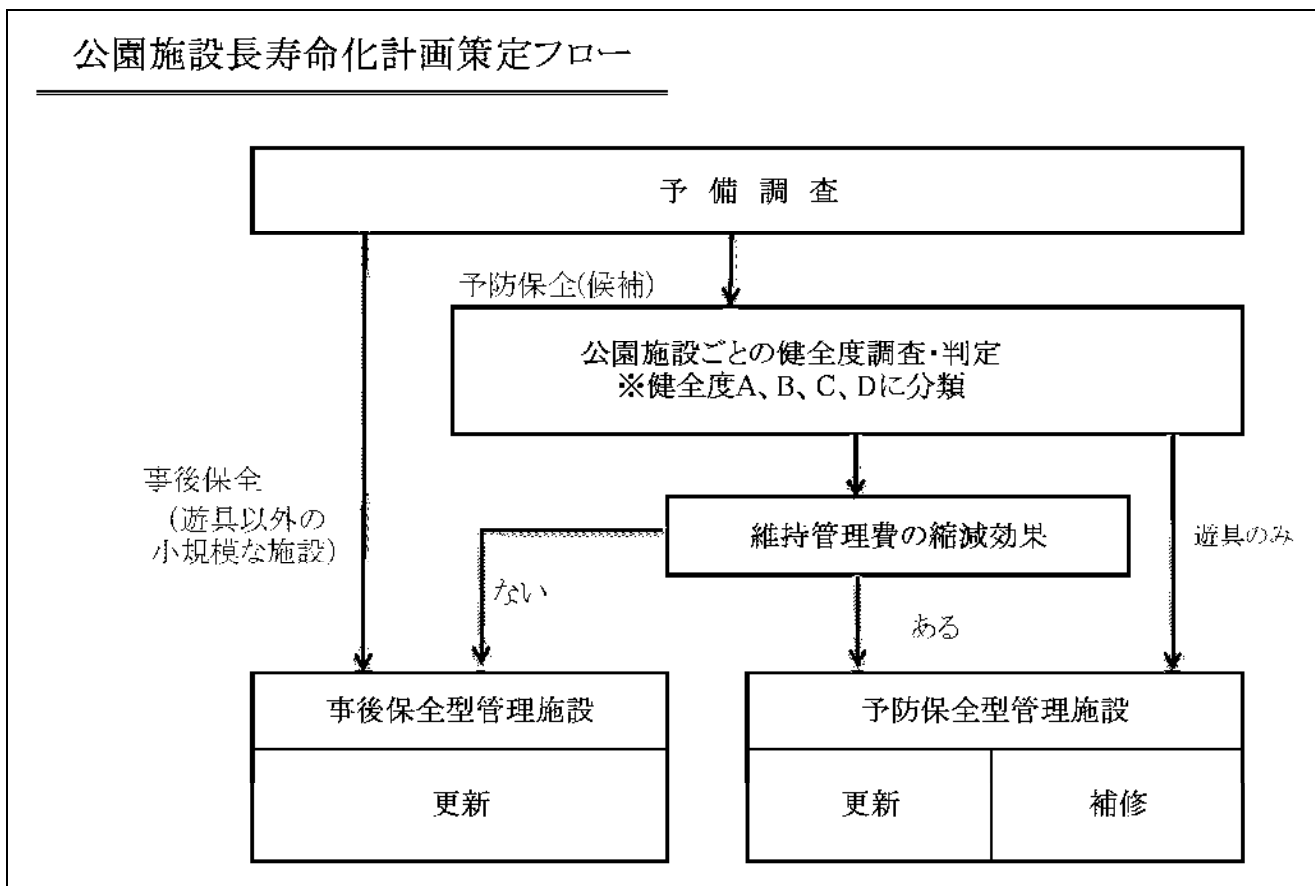 公園施設長寿命化計画策定フロー
予備調査
予防保全(候補)
公園施設ごとの健全度調査・判定
※健全度A、B、C、Dに分類
事後保全
(遊具以外の
小規模な施設)
維持管理費の縮減効果
遊具のみ
ない
ある
事後保全型管理施設
予防保全型管理施設
更新
更新
補修